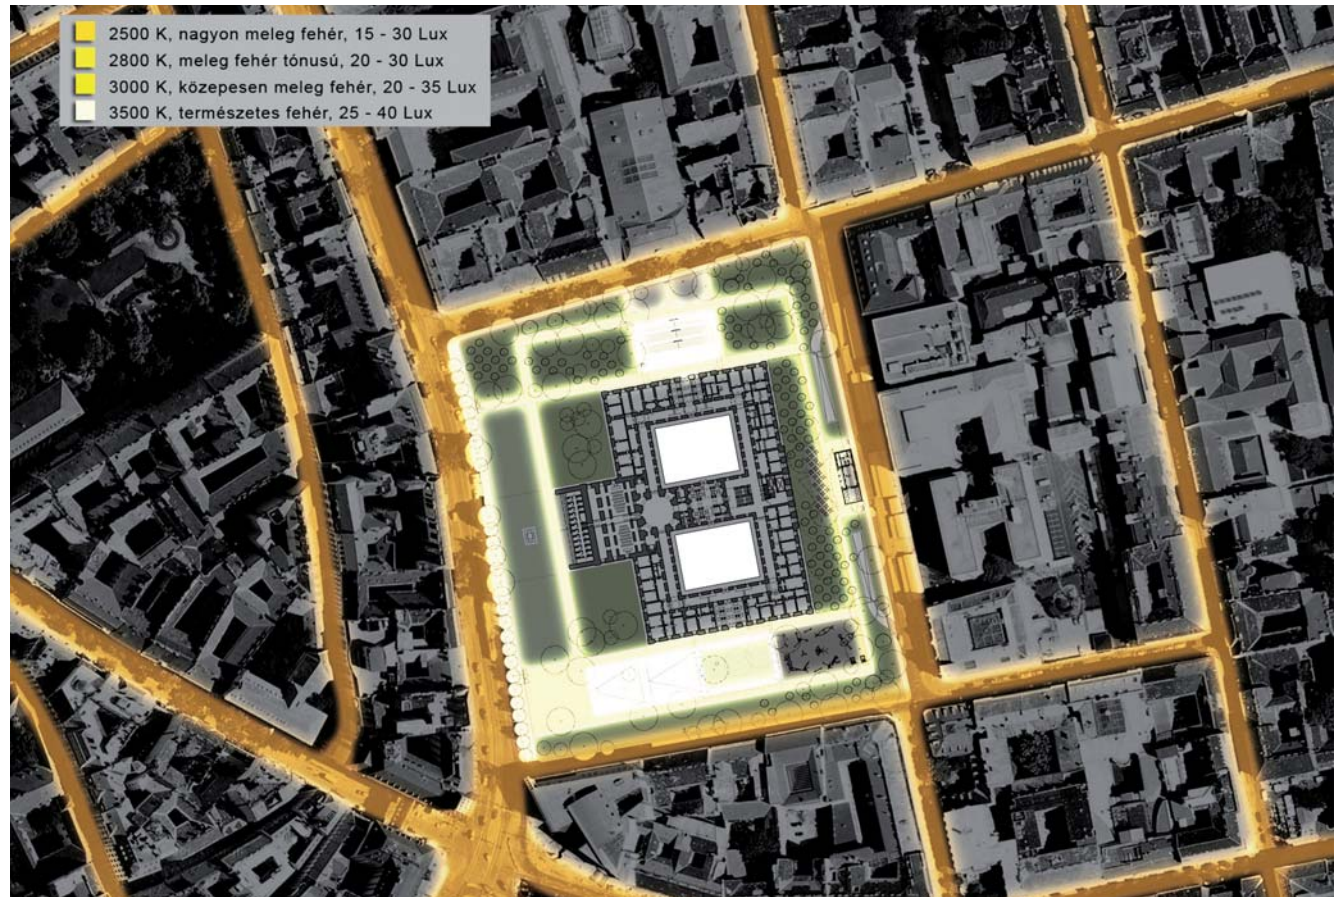 2500 K, nagyon meleg fehér, 15 - 30 Lux
2800 K, meleg fehér tónusú, 20 - 30 Lux
3000 K, közepesen meleg fehér, 20 - 35 Lux
3500 K, természetes fehér, 25 - 40 Lux